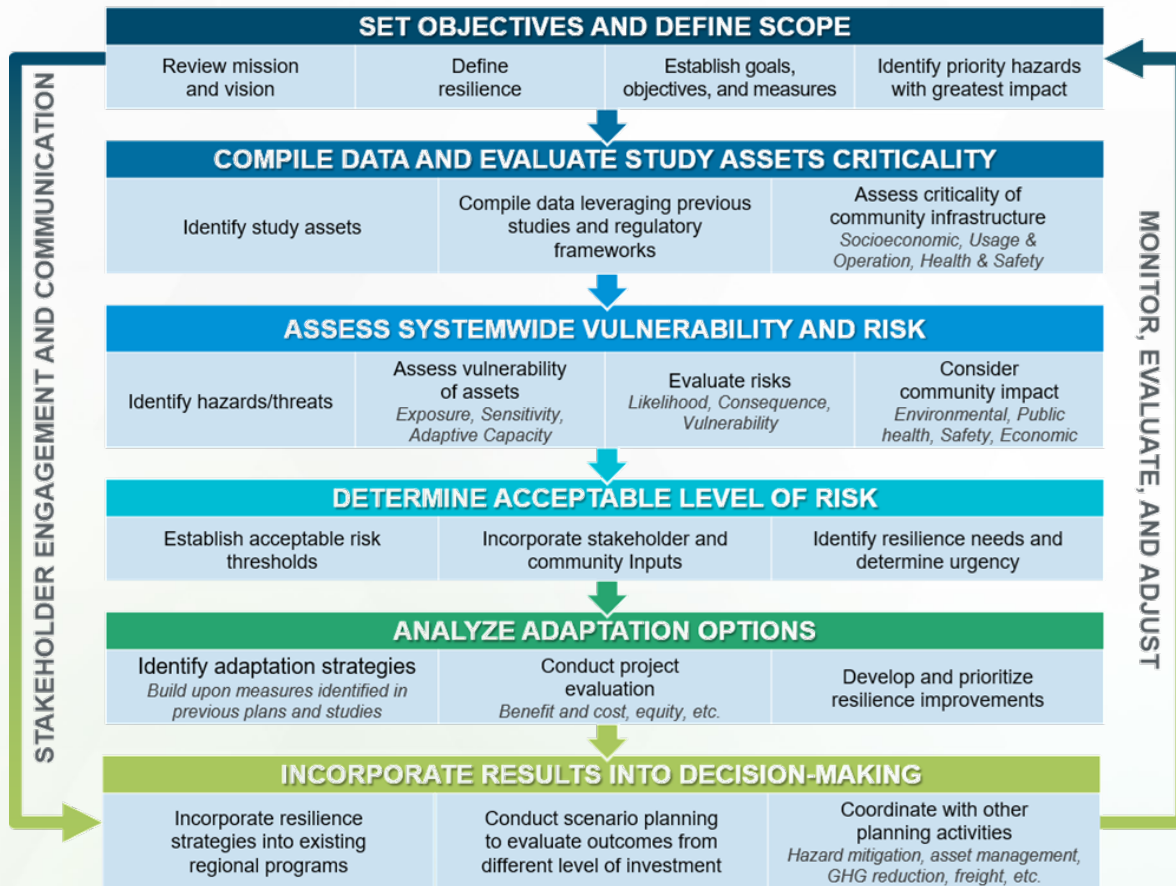 SET OBJECTIVES AND DEFINE SCOPE
Review mission
and vision
Define
resilience
Establish goals,
objectives, and measures
Identify priority hazards
with greatest impact
COMPILE DATA AND EVALUATE STUDY ASSETS CRITICALITY
Identify study assets
Compile data leveraging previous
studies and regulatory
frameworks
Assess criticality of
community infrastructure
Socioeconomic, Usage &
Operation, Health & Safety
ASSESS SYSTEMWIDE VULNERABILITY AND RISK
Identify hazards/threats
Assess vulnerability
of assets
Exposure, Sensitivity,
Adaptive Capacity
Evaluate risks
Likelihood, Consequence,
Vulnerability
Consider
community impact
Environmental, Public
health, Safety, Economic
DETERMINE ACCEPTABLE LEVEL OF RISK
Establish acceptable risk
thresholds
Incorporate stakeholder and
community Inputs
Identify resilience needs and
determine urgency
ANALYZE ADAPTATION OPTIONS
Identify adaptation strategies
Build upon measures identified in
previous plans and studies
Conduct project
evaluation
Benefit and cost, equity, etc.
Develop and prioritize
resilience improvements
INCORPORATE RESULTS INTO DECISION-MAKING
Incorporate resilience
strategies into existing
regional programs
Conduct scenario planning
to evaluate outcomes from
different level of investment
Coordinate with other
planning activities
Hazard mitigation, asset management,
GHG reduction, freight, etc.
STAKEHOLDER ENGAGEMENT AND COMMUNICATION
MONITOR, EVALUATE, AND ADJUST